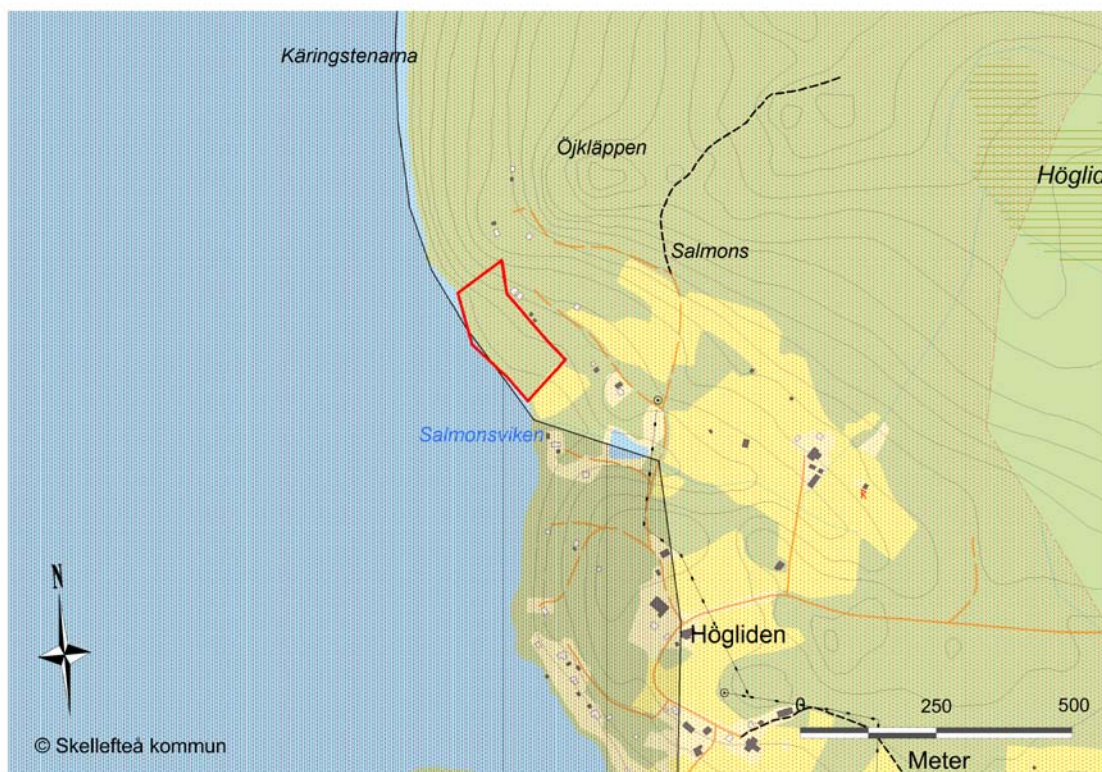 Käringstenarna
Öjkläppen
Höglid
Salmons
Salmonsviken
N
Högliden
0 250 500
Meter
© Skellefteå kommun